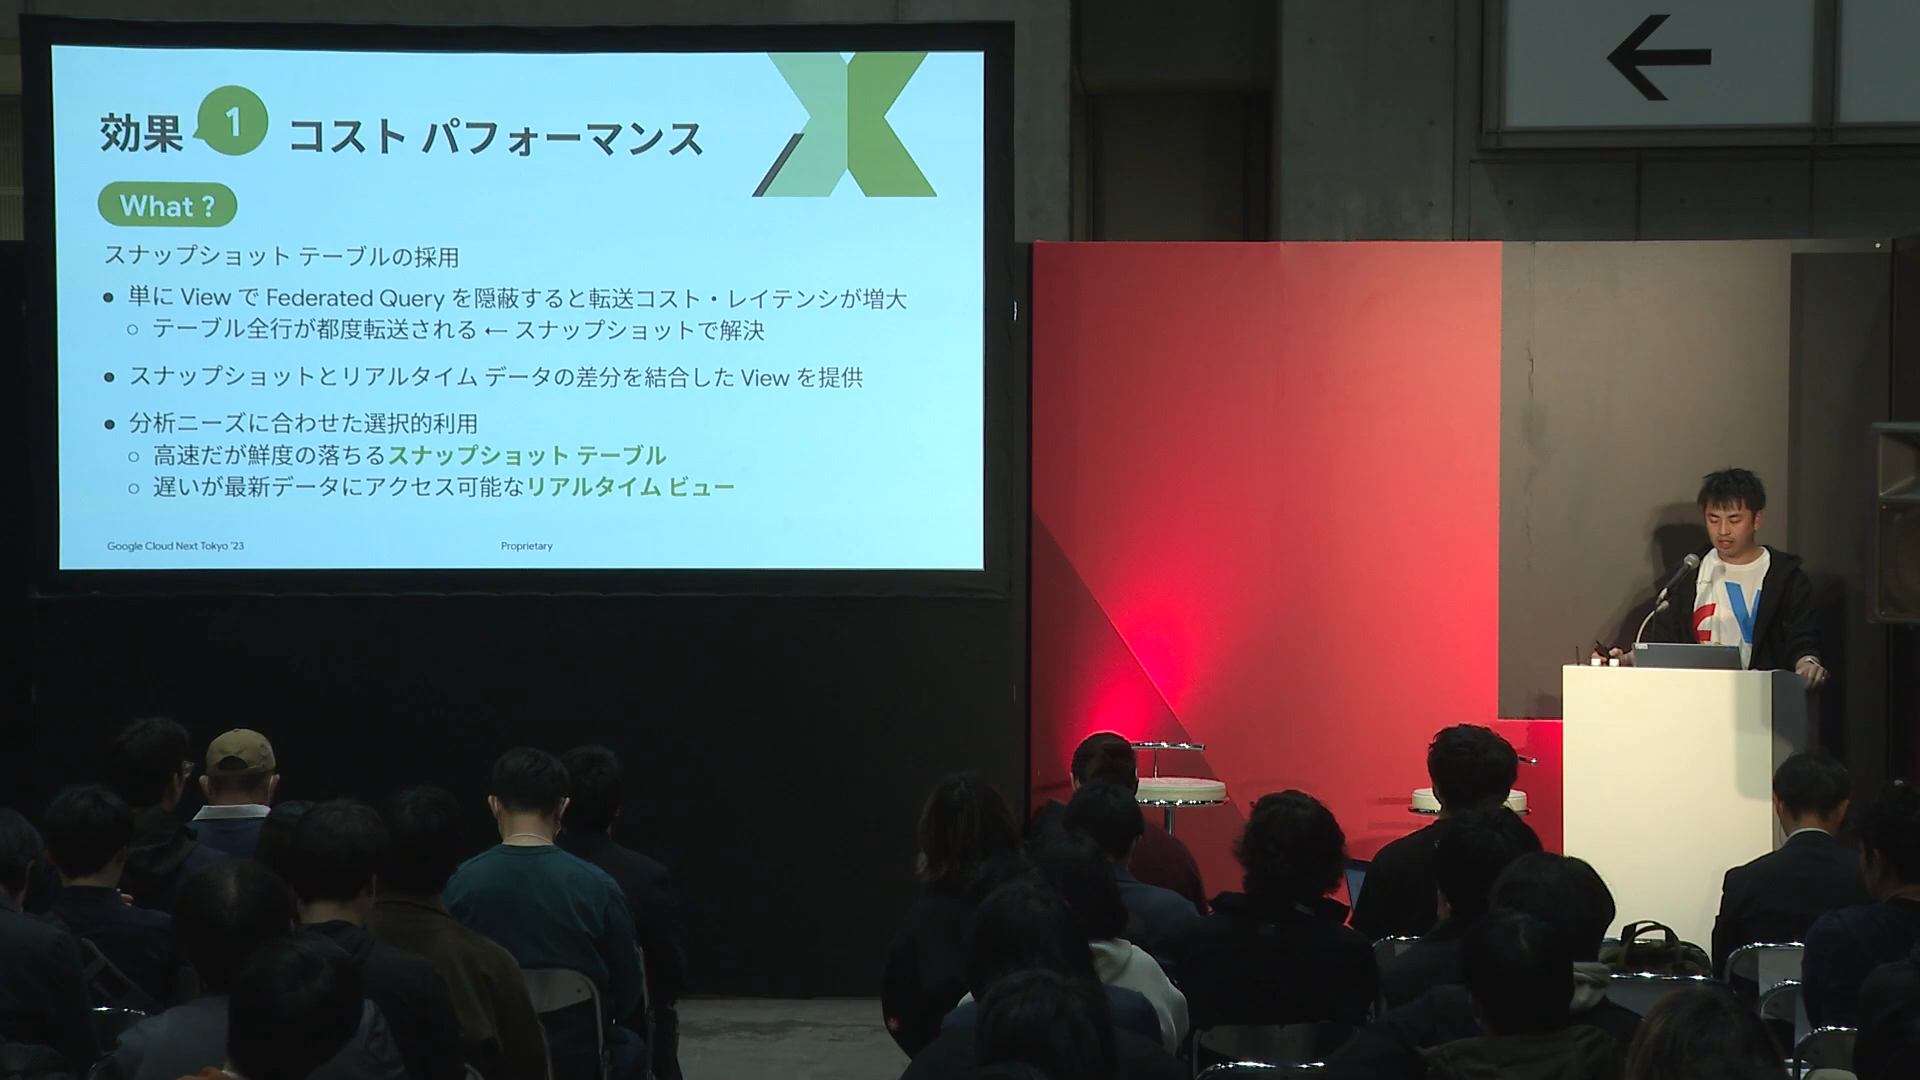 効果 1 コスト パフォーマンス
What ?
スナップショット テーブルの採用
● 単に View で Federated Query を隠蔽すると転送コスト・レイテンシが増大
○ テーブル全行が都度転送される ← スナップショットで解決
● スナップショットとリアルタイム データの差分を結合した View を提供
● 分析ニーズに合わせた選択的利用
○ 高速だが鮮度の落ちるスナップショット テーブル
○ 遅いが最新データにアクセス可能なリアルタイム ビュー
Google Cloud Next Tokyo '23
Proprietary